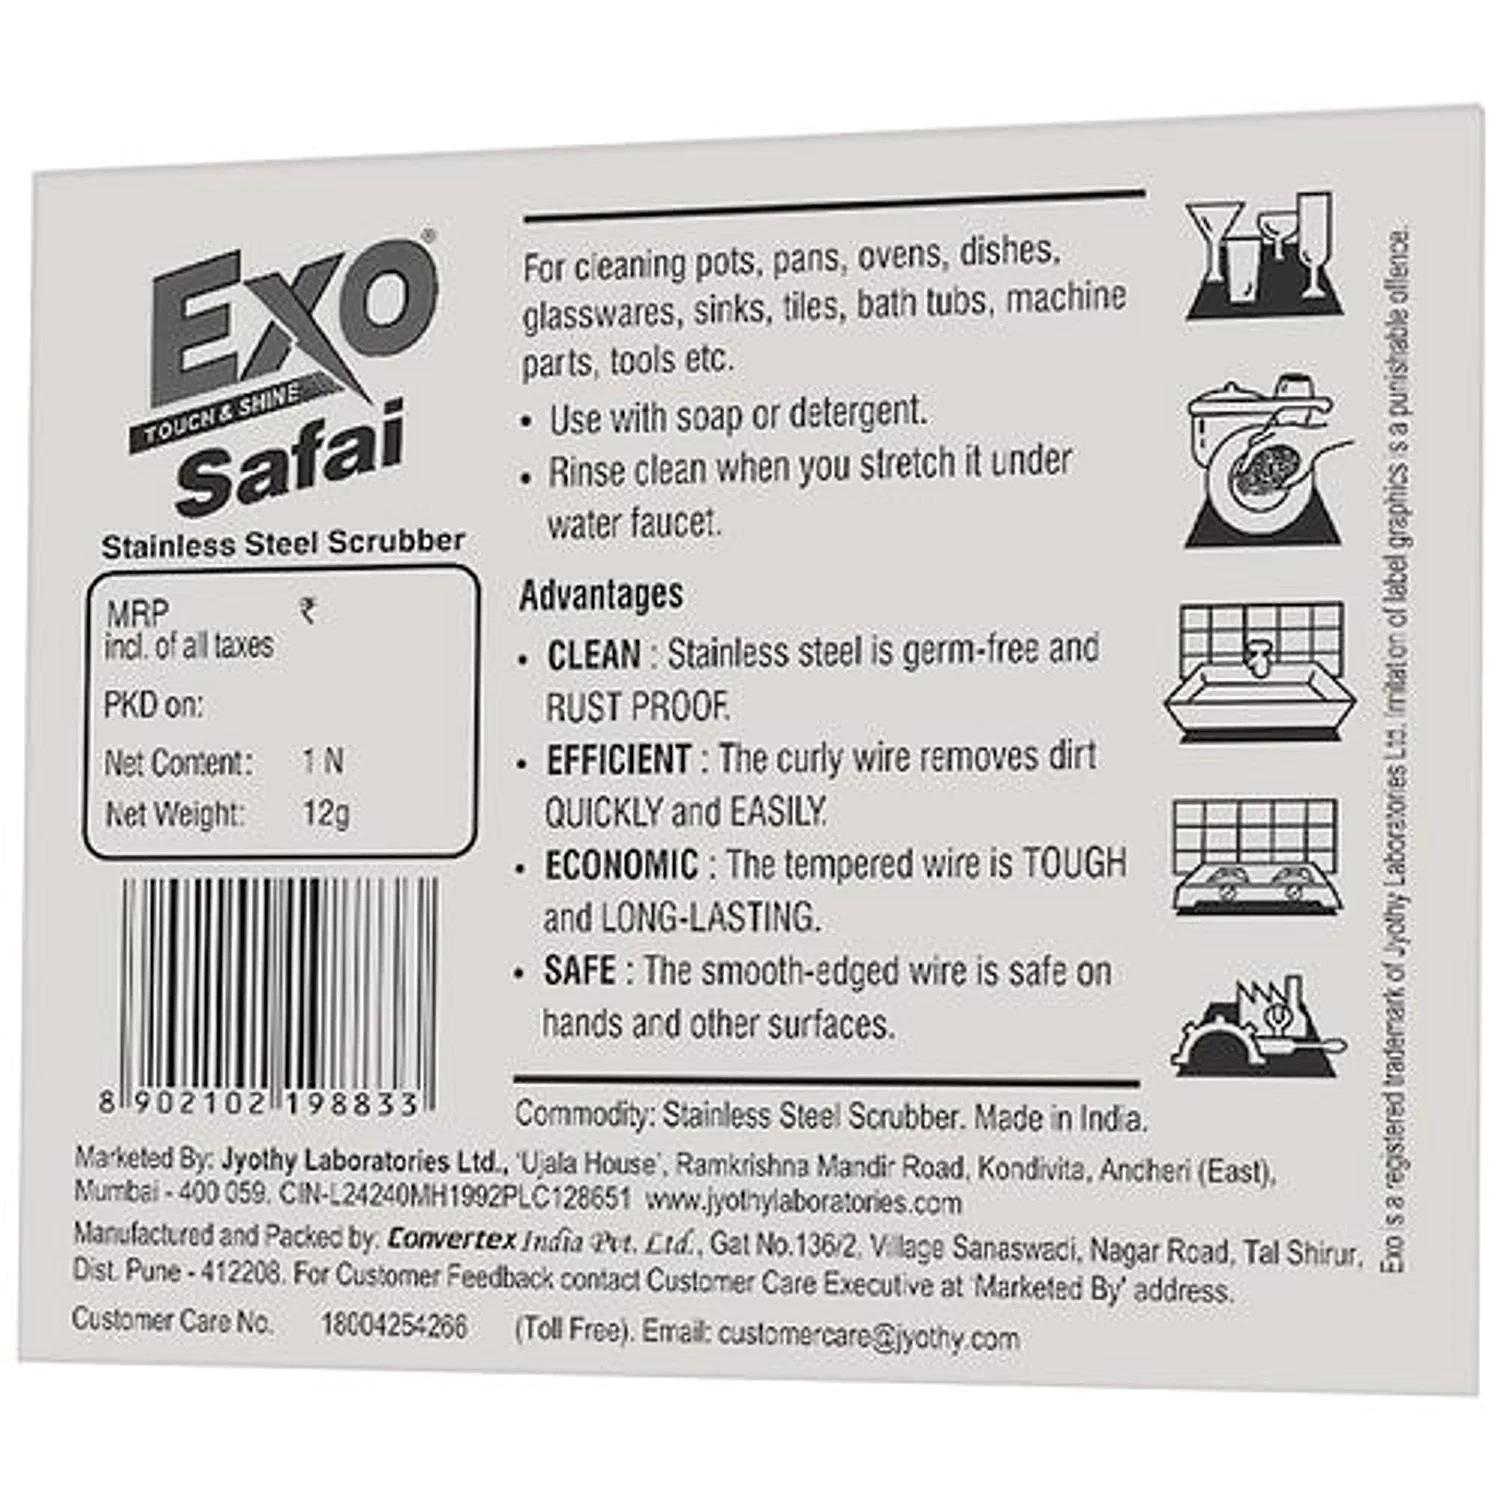 EXO®
TOUCH & SHINE
Safai
Stainless Steel Scrubber
MRP ₹
incl. of all taxes
PKD on:
Net Content: 1 N
Net Weight: 12g
8 902102 198833
For cleaning pots, pans, ovens, dishes,
glasswares, sinks, tiles, bath tubs, machine
parts, tools etc.
• Use with soap or detergent.
• Rinse clean when you stretch it under
water faucet.
Advantages
• CLEAN : Stainless steel is germ-free and
RUST PROOF.
• EFFICIENT : The curly wire removes dirt
QUICKLY and EASILY.
• ECONOMIC : The tempered wire is TOUGH
and LONG-LASTING.
• SAFE : The smooth-edged wire is safe on
hands and other surfaces.
Commodity: Stainless Steel Scrubber. Made in India.
Marketed By: Jyothy Laboratories Ltd., 'Ujala House', Ramkrishna Mandir Road, Kondivita, Andheri (East),
Mumbai - 400 059. CIN-L24240MH1992PLC128651 www.jyothylaboratories.com
Manufactured and Packed by: Convertex India Pvt. Ltd., Gat No.136/2, Village Sanaswadi, Nagar Road, Tal Shirur,
Dist. Pune - 412208. For Customer Feedback contact Customer Care Executive at 'Marketed By' address.
Customer Care No. 18004254266 (Toll Free). Email: customercare@jyothy.com
Exo is a registered trademark of Jyothy Laboratories Ltd. Imitation of label graphics is a punishable offence.